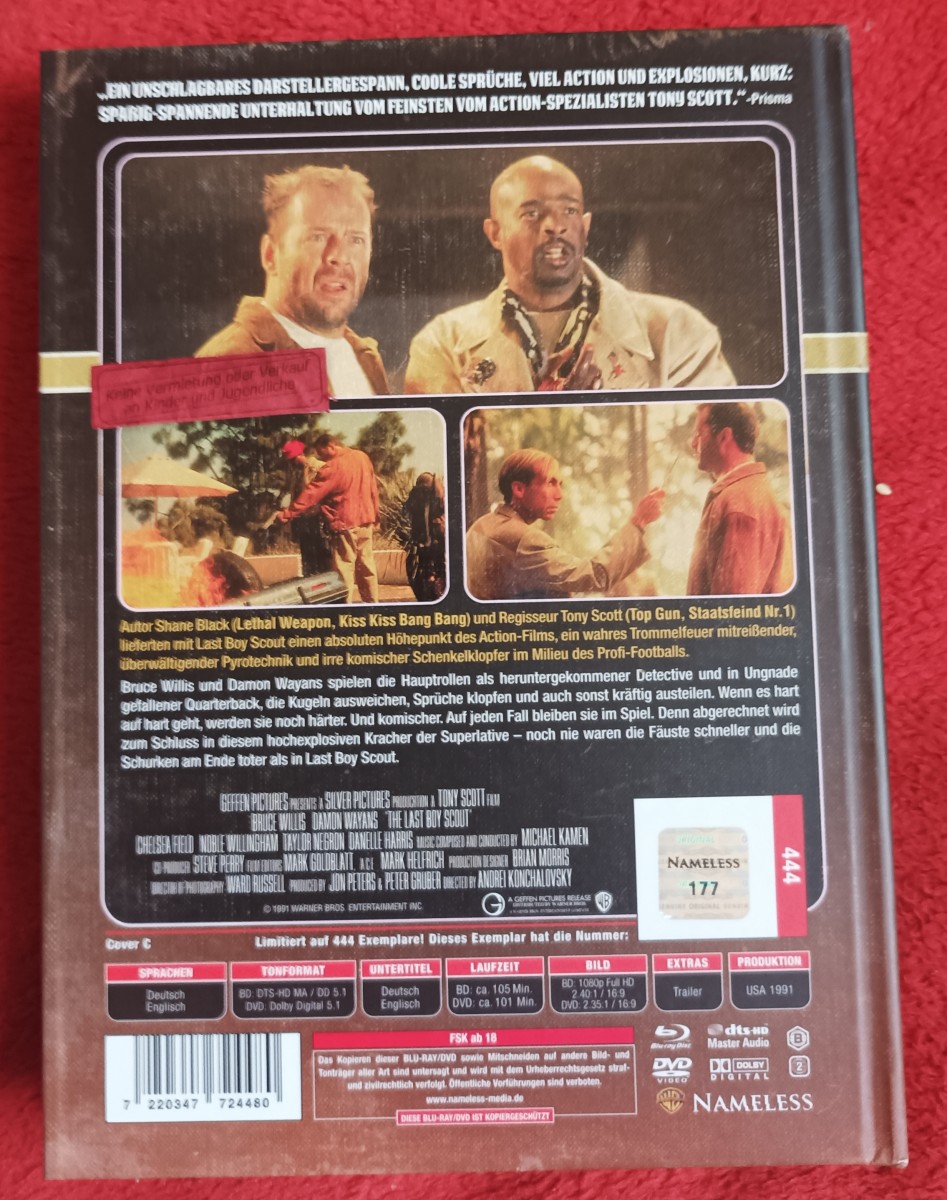 „EIN UNSCHLAGBARES DARSTELLERGESPANN, COOLE SPRÜCHE, VIEL ACTION UND EXPLOSIONEN, KURZ:
SPAßIG-SPANNENDE UNTERHALTUNG VOM FEINSTEN VOM ACTION-SPEZIALISTEN TONY SCOTT.“ -Prisma
Keine Vermietung oder Verkauf
an Kinder und Jugendliche
Autor Shane Black (Lethal Weapon, Kiss Kiss Bang Bang) und Regisseur Tony Scott (Top Gun, Staatsfeind Nr.1)
lieferten mit Last Boy Scout einen absoluten Höhepunkt des Action-Films, ein wahres Trommelfeuer mitreißender,
überwältigender Pyrotechnik und irre komischer Schenkelklopfer im Milieu des Profi-Footballs.
Bruce Willis und Damon Wayans spielen die Hauptrollen als heruntergekommener Detective und in Ungnade
gefallener Quarterback, die Kugeln ausweichen, Sprüche klopfen und auch sonst kräftig austeilen. Wenn es hart
auf hart geht, werden sie noch härter. Und komischer. Auf jeden Fall bleiben sie im Spiel. Denn abgerechnet wird
zum Schluss in diesem hochexplosiven Kracher der Superlative – noch nie waren die Fäuste schneller und die
Schurken am Ende toter als in Last Boy Scout.
GEFFEN PICTURES PRESENTS A SILVER PICTURES PRODUCTION A TONY SCOTT FILM
BRUCE WILLIS DAMON WAYANS "THE LAST BOY SCOUT"
CHELSEA FIELD NOBLE WILLINGHAM TAYLOR NEGRON DANIELLE HARRIS MUSIC COMPOSED AND CONDUCTED BY MICHAEL KAMEN
CO-PRODUCER STEVE PERRY FILM EDITORS MARK GOLDBLATT A.C.E. MARK HELFRICH PRODUCTION DESIGNER BRIAN MORRIS
DIRECTOR OF PHOTOGRAPHY WARD RUSSELL PRODUCED BY JON PETERS & PETER GRUBER DIRECTED BY ANDREI KONCHALOVSKY
© 1991 WARNER BROS. ENTERTAINMENT INC.
A GEFFEN PICTURES RELEASE
DISTRIBUTED BY WARNER BROS
NAMELESS
177
444
Cover C
Limitiert auf 444 Exemplare! Dieses Exemplar hat die Nummer:
SPRACHEN
Deutsch
Englisch
TONFORMAT
BD: DTS-HD MA / DD 5.1
DVD: Dolby Digital 5.1
UNTERTITEL
Deutsch
Englisch
LAUFZEIT
BD: ca. 105 Min.
DVD: ca. 101 Min.
BILD
BD: 1080p Full HD
2.40:1 / 16:9
DVD: 2.35:1 / 16:9
EXTRAS
Trailer
PRODUKTION
USA 1991
7 220347 724480
FSK ab 18
Das Kopieren dieser BLU-RAY/DVD sowie Mitschneiden auf andere Bild- und
Tonträger aller Art sind untersagt und wird mit dem Urheberrechtsgesetz straf-
und zivilrechtlich verfolgt. Öffentliche Vorführungen sind verboten.
www.nameless-media.de
DIESE BLU-RAY/DVD IST KOPIERGESCHÜTZT
Blu-ray Disc
dts-HD
Master Audio
B
DVD
VIDEO
DOLBY
DIGITAL
2
NAMELESS